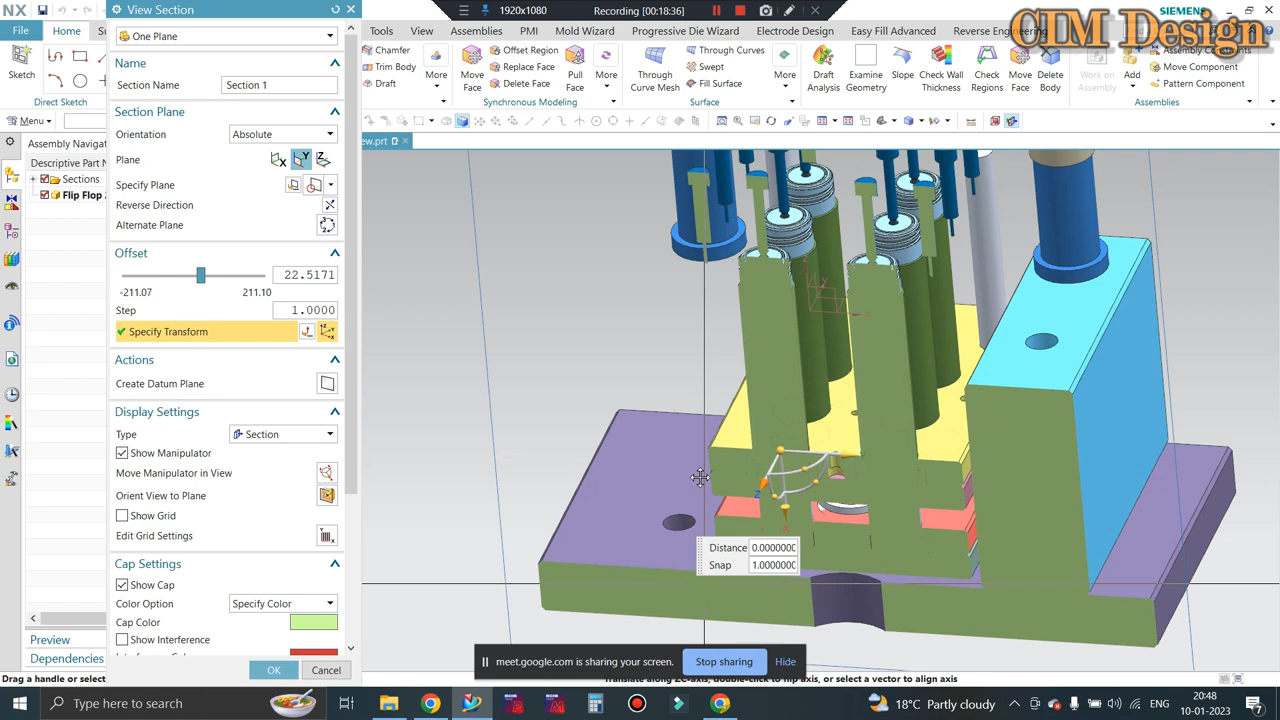 NX
View Section
1920x1080
Recording [00:18:36]
SIEMENS
CIM Design
File
Home
Tools
View
Assemblies
PMI
Mold Wizard
Progressive Die Wizard
Electrode Design
Easy Fill Advanced
Reverse Engineering
One Plane
Sketch
Direct Sketch
Chamfer
Trim Body
Draft
More
Move Face
Offset Region
Replace Face
Delete Face
Pull Face
More
Synchronous Modeling
Through Curve Mesh
Through Curves
Swept
Fill Surface
Surface
More
Draft Analysis
Examine Geometry
Slope
Check Wall Thickness
Check Regions
Move Face
Delete Body
Work on Assembly
Add
Assembly Constraints
Move Component
Pattern Component
Assemblies
Menu
Name
Section Name
Section 1
Section Plane
Orientation
Absolute
Plane
Specify Plane
Reverse Direction
Alternate Plane
Assembly Navigat
Descriptive Part N
Sections
Flip Flop
ew.prt
Offset
22.5171
-211.07
211.10
Step
1.0000
Specify Transform
Actions
Create Datum Plane
Display Settings
Type
Section
Show Manipulator
Move Manipulator in View
Orient View to Plane
Show Grid
Edit Grid Settings
Cap Settings
Show Cap
Color Option
Specify Color
Cap Color
Show Interference
OK
Cancel
Preview
Dependencies
Z
X
Distance
0.000000(
Snap
1.000000(
meet.google.com is sharing your screen.
Stop sharing
Hide
Drag a handle or select
Translate along ZC-axis, double-click to flip axis, or select a vector to align axis
Type here to search
18°C Partly cloudy
ENG
20:48
10-01-2023
7